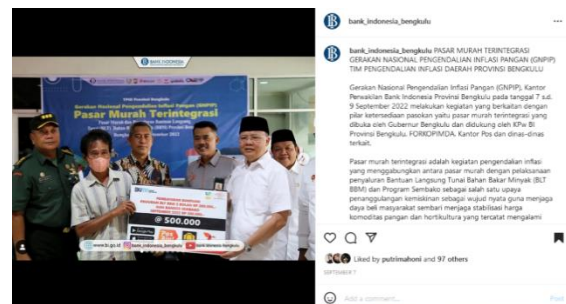 BANK INDONESIA
TPID Provinsi Bengkulu
Gerakan Nasional Pengendalian Inflasi Pangan (GNPIP)
Pasar Murah Terintegrasi
@ 500.000
www.bi.go.id bank_indonesia_bengkulu
bank_indonesia_bengkulu
bank_indonesia_bengkulu PASAR MURAH TERINTEGRASI
GERAKAN NASIONAL PENGENDALIAN INFLASI PANGAN (GNPIP)
TIM PENGENDALIAN INFLASI DAERAH PROVINSI BENGKULU
Gerakan Nasional Pengendalian Inflasi Pangan (GNPIP), Kantor
Perwakilan Bank Indonesia Provinsi Bengkulu pada tanggal 7 s.d.
9 September 2022 melakukan kegiatan yang berkaitan dengan
pilar ketersediaan pasokan yaitu pasar murah terintegrasi yang
dibuka oleh Gubernur Bengkulu dan didukung oleh KPw BI
Provinsi Bengkulu. FORKOPIMDA. Kantor Pos dan dinas-dinas
terkait.
Pasar murah terintegrasi adalah kegiatan pengendalian inflasi
yang menggabungkan antara pasar murah dengan pelaksanaan
penyaluran Bantuan Langsung Tunai Bahan Bakar Minyak (BLT
BBM) dan Program Sembako sebagai salah satu upaya
penanggulangan kemiskinan sebagai wujud nyata guna menjaga
daya beli masyarakat sembari menjaga stabilisasi harga
komoditas pangan dan hortikultura yang tercatat mengalami
Liked by putrimahoni and 97 others
SEPTEMBER 7
Add a comment...
Post